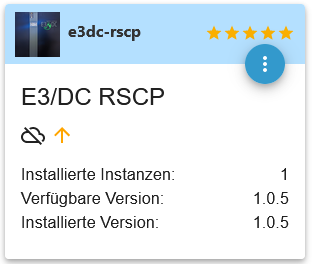 e3dc-rscp
E3/DC RSCP
Installierte Instanzen: 1
Verfügbare Version: 1.0.5
Installierte Version: 1.0.5